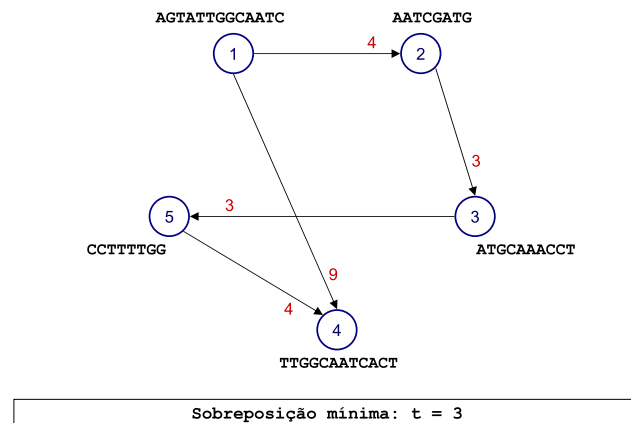 AGTATTGGCAATC
AATCGATG
1
4
2
3
5
3
3
CCTTTTGG
ATGCAAACCT
9
4
4
TTGGCAATCACT
Sobreposição mínima: t = 3